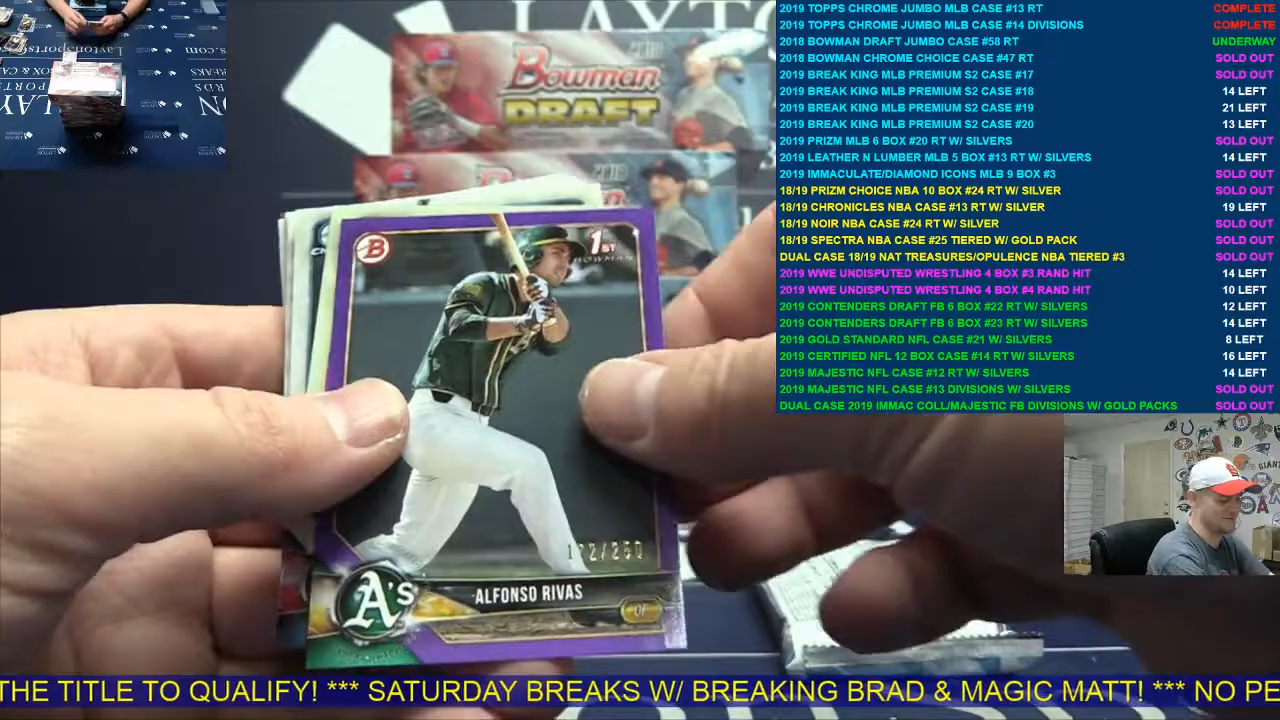 LAYTON
Laytonsports
.com
BOX & CA
BREAKS
RDS
LAYTON
Bowman
DRAFT
2018
B
1ST
BOWMAN
172/250
A's
ALFONSO RIVAS
OF
2019 TOPPS CHROME JUMBO MLB CASE #13 RT COMPLETE
2019 TOPPS CHROME JUMBO MLB CASE #14 DIVISIONS COMPLETE
2018 BOWMAN DRAFT JUMBO CASE #58 RT UNDERWAY
2018 BOWMAN CHROME CHOICE CASE #47 RT SOLD OUT
2019 BREAK KING MLB PREMIUM S2 CASE #17 SOLD OUT
2019 BREAK KING MLB PREMIUM S2 CASE #18 14 LEFT
2019 BREAK KING MLB PREMIUM S2 CASE #19 21 LEFT
2019 BREAK KING MLB PREMIUM S2 CASE #20 13 LEFT
2019 PRIZM MLB 6 BOX #20 RT W/ SILVERS SOLD OUT
2019 LEATHER N LUMBER MLB 5 BOX #13 RT W/ SILVERS 14 LEFT
2019 IMMACULATE/DIAMOND ICONS MLB 9 BOX #3 SOLD OUT
18/19 PRIZM CHOICE NBA 10 BOX #24 RT W/ SILVER SOLD OUT
18/19 CHRONICLES NBA CASE #13 RT W/ SILVER 19 LEFT
18/19 NOIR NBA CASE #24 RT W/ SILVER SOLD OUT
18/19 SPECTRA NBA CASE #25 TIERED W/ GOLD PACK SOLD OUT
DUAL CASE 18/19 NAT TREASURES/OPULENCE NBA TIERED #3 SOLD OUT
2019 WWE UNDISPUTED WRESTLING 4 BOX #3 RAND HIT 14 LEFT
2019 WWE UNDISPUTED WRESTLING 4 BOX #4 RAND HIT 10 LEFT
2019 CONTENDERS DRAFT FB 6 BOX #22 RT W/ SILVERS 12 LEFT
2019 CONTENDERS DRAFT FB 6 BOX #23 RT W/ SILVERS 14 LEFT
2019 GOLD STANDARD NFL CASE #21 W/ SILVERS 8 LEFT
2019 CERTIFIED NFL 12 BOX CASE #14 RT W/ SILVERS 16 LEFT
2019 MAJESTIC NFL CASE #12 RT W/ SILVERS 14 LEFT
2019 MAJESTIC NFL CASE #13 DIVISIONS W/ SILVERS SOLD OUT
DUAL CASE 2019 IMMAC COLL/MAJESTIC FB DIVISIONS W/ GOLD PACKS SOLD OUT
THE TITLE TO QUALIFY! *** SATURDAY BREAKS W/ BREAKING BRAD & MAGIC MATT! *** NO PE